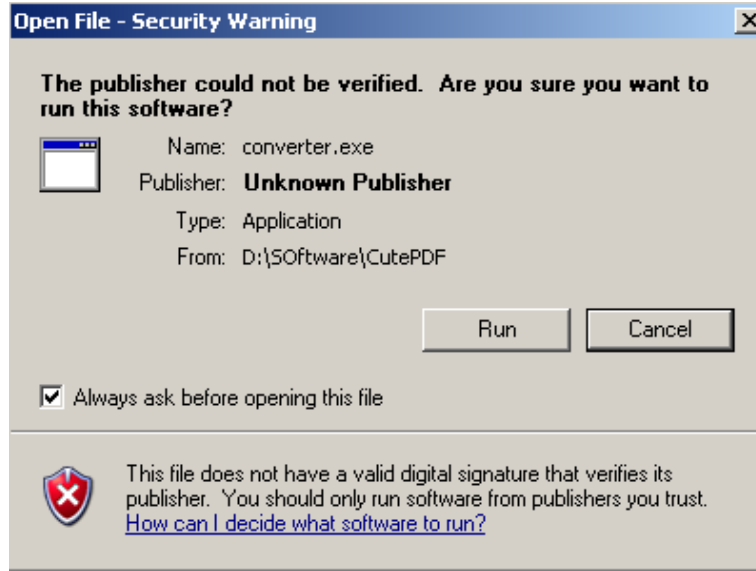 Open File - Security Warning
The publisher could not be verified.  Are you sure you want to
run this software?
Name: converter.exe
Publisher: Unknown Publisher
Type: Application
From: D:\SOftware\CutePDF
Run Cancel
Always ask before opening this file
This file does not have a valid digital signature that verifies its
publisher.  You should only run software from publishers you trust.
How can I decide what software to run?